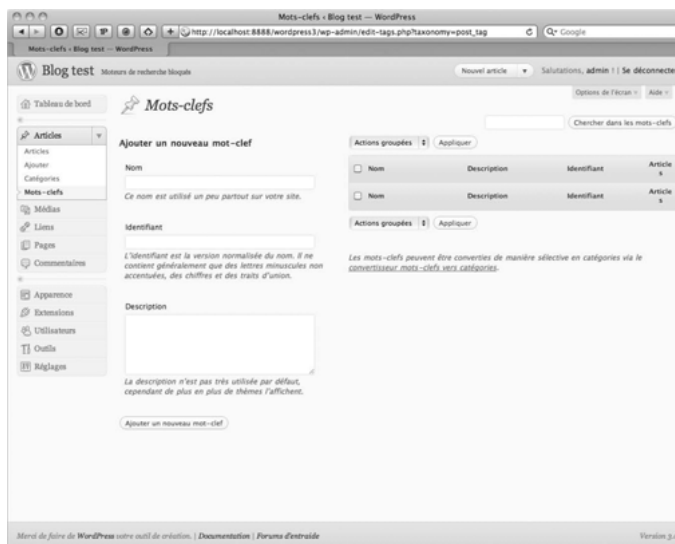 Mots-clefs ‹ Blog test — WordPress
http://localhost:8888/wordpress3/wp-admin/edit-tags.php?taxonomy=post_tag
Google
Mots-clefs ‹ Blog test — WordPress
Blog test
Moteurs de recherche bloqués
Nouvel article
Salutations, admin ! | Se déconnecte
Options de l'écran
Aide
Tableau de bord
Articles
Articles
Ajouter
Catégories
Mots-clefs
Médias
Liens
Pages
Commentaires
Apparence
Extensions
Utilisateurs
Outils
Réglages
Mots-clefs
Chercher dans les mots-clefs
Ajouter un nouveau mot-clef
Nom
Ce nom est utilisé un peu partout sur votre site.
Identifiant
L'identifiant est la version normalisée du nom. Il ne
contient généralement que des lettres minuscules non
accentuées, des chiffres et des traits d'union.
Description
La description n'est pas très utilisée par défaut,
cependant de plus en plus de thèmes l'affichent.
Ajouter un nouveau mot-clef
Actions groupées
Appliquer
Nom Description Identifiant Article
s
Nom Description Identifiant Article
s
Actions groupées
Appliquer
Les mots-clefs peuvent être converties de manière sélective en catégories via le
convertisseur mots-clefs vers catégories.
Merci de faire de WordPress votre outil de création. | Documentation | Forums d'entraide
Version 3.